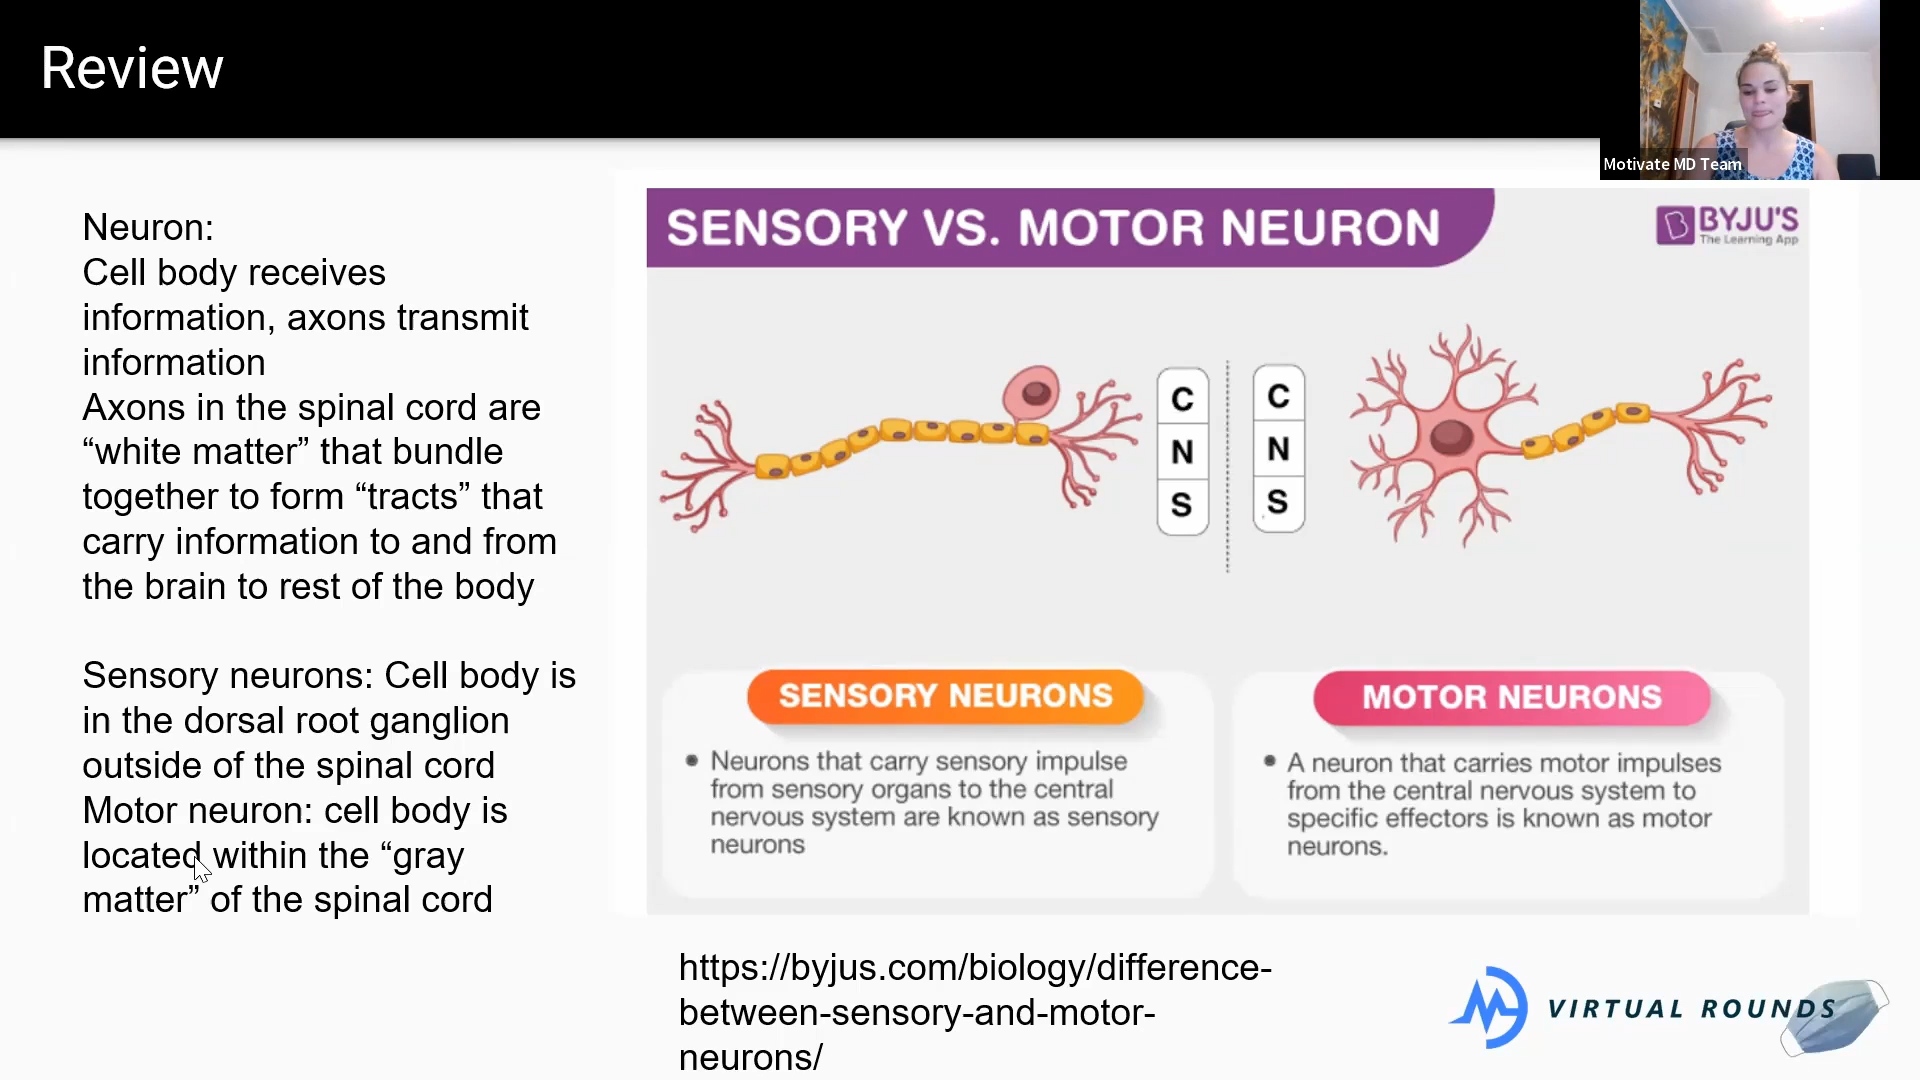 Review
Motivate MD Team
Neuron:
Cell body receives
information, axons transmit
information
Axons in the spinal cord are
“white matter” that bundle
together to form “tracts” that
carry information to and from
the brain to rest of the body
Sensory neurons: Cell body is
in the dorsal root ganglion
outside of the spinal cord
Motor neuron: cell body is
located within the “gray
matter” of the spinal cord
SENSORY VS. MOTOR NEURON
BYJU'S
The Learning App
C
N
S
C
N
S
SENSORY NEURONS
Neurons that carry sensory impulse
from sensory organs to the central
nervous system are known as sensory
neurons
MOTOR NEURONS
A neuron that carries motor impulses
from the central nervous system to
specific effectors is known as motor
neurons.
https://byjus.com/biology/difference-
between-sensory-and-motor-
neurons/
VIRTUAL ROUNDS